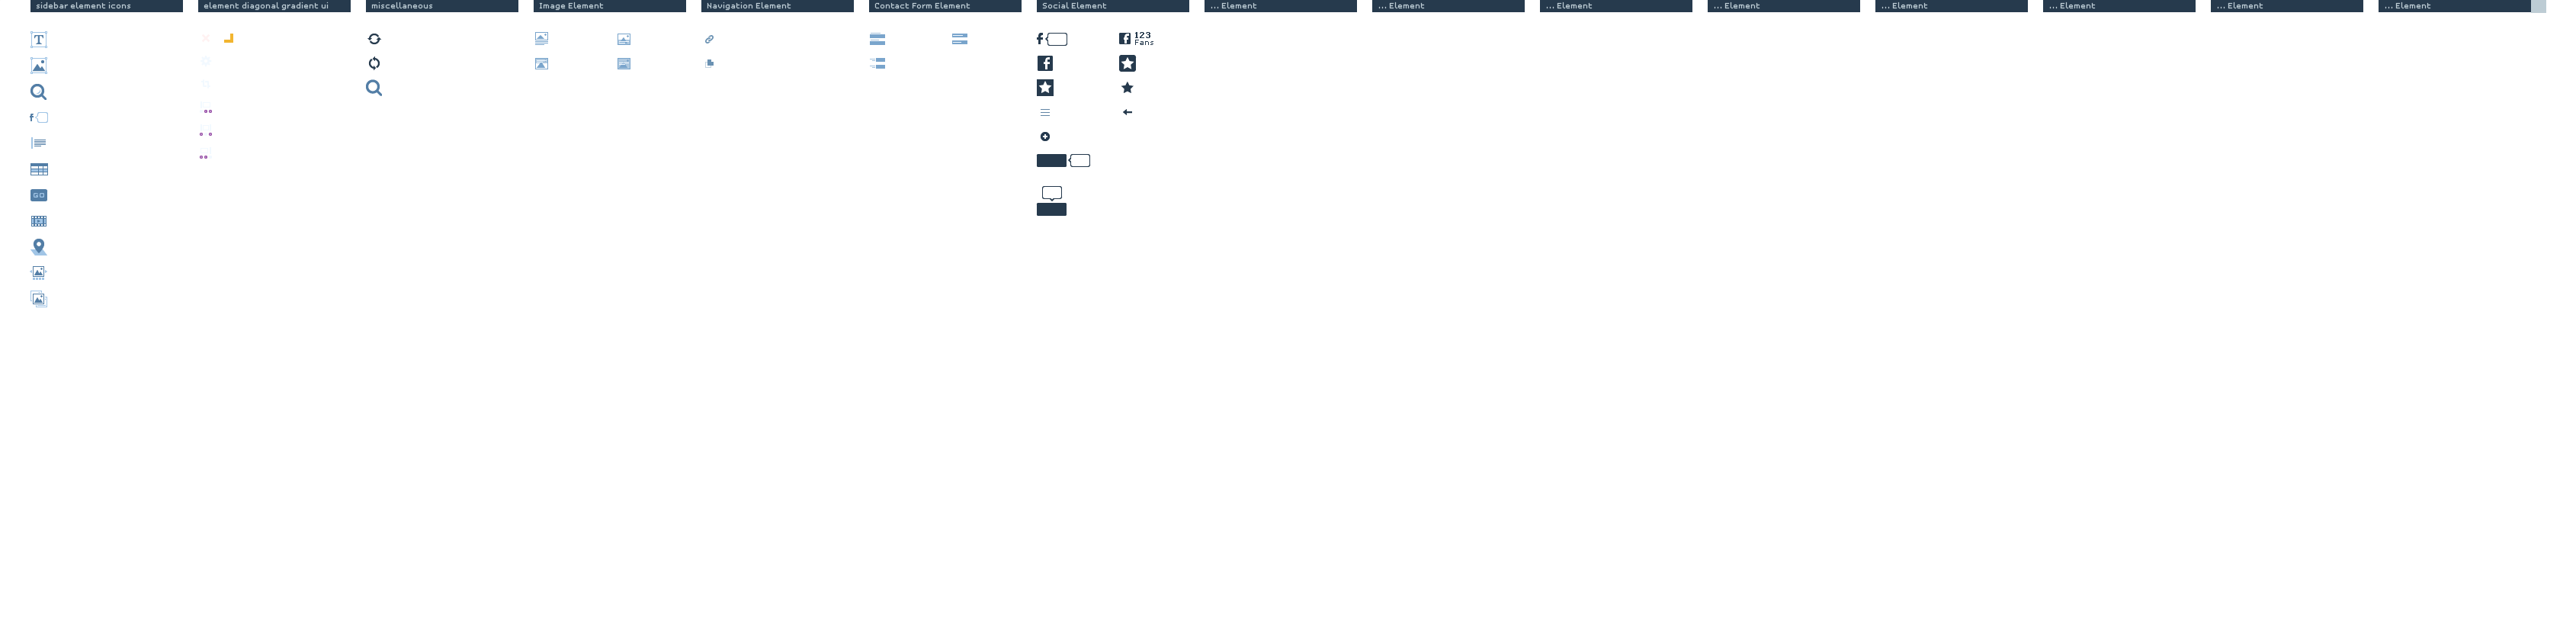 sidebar element icons
element diagonal gradient ui
miscellaneous
Image Element
Navigation Element
Contact Form Element
Social Element
... Element
... Element
... Element
... Element
... Element
... Element
... Element
... Element
T
f
f
123
Fans
f
f
GO